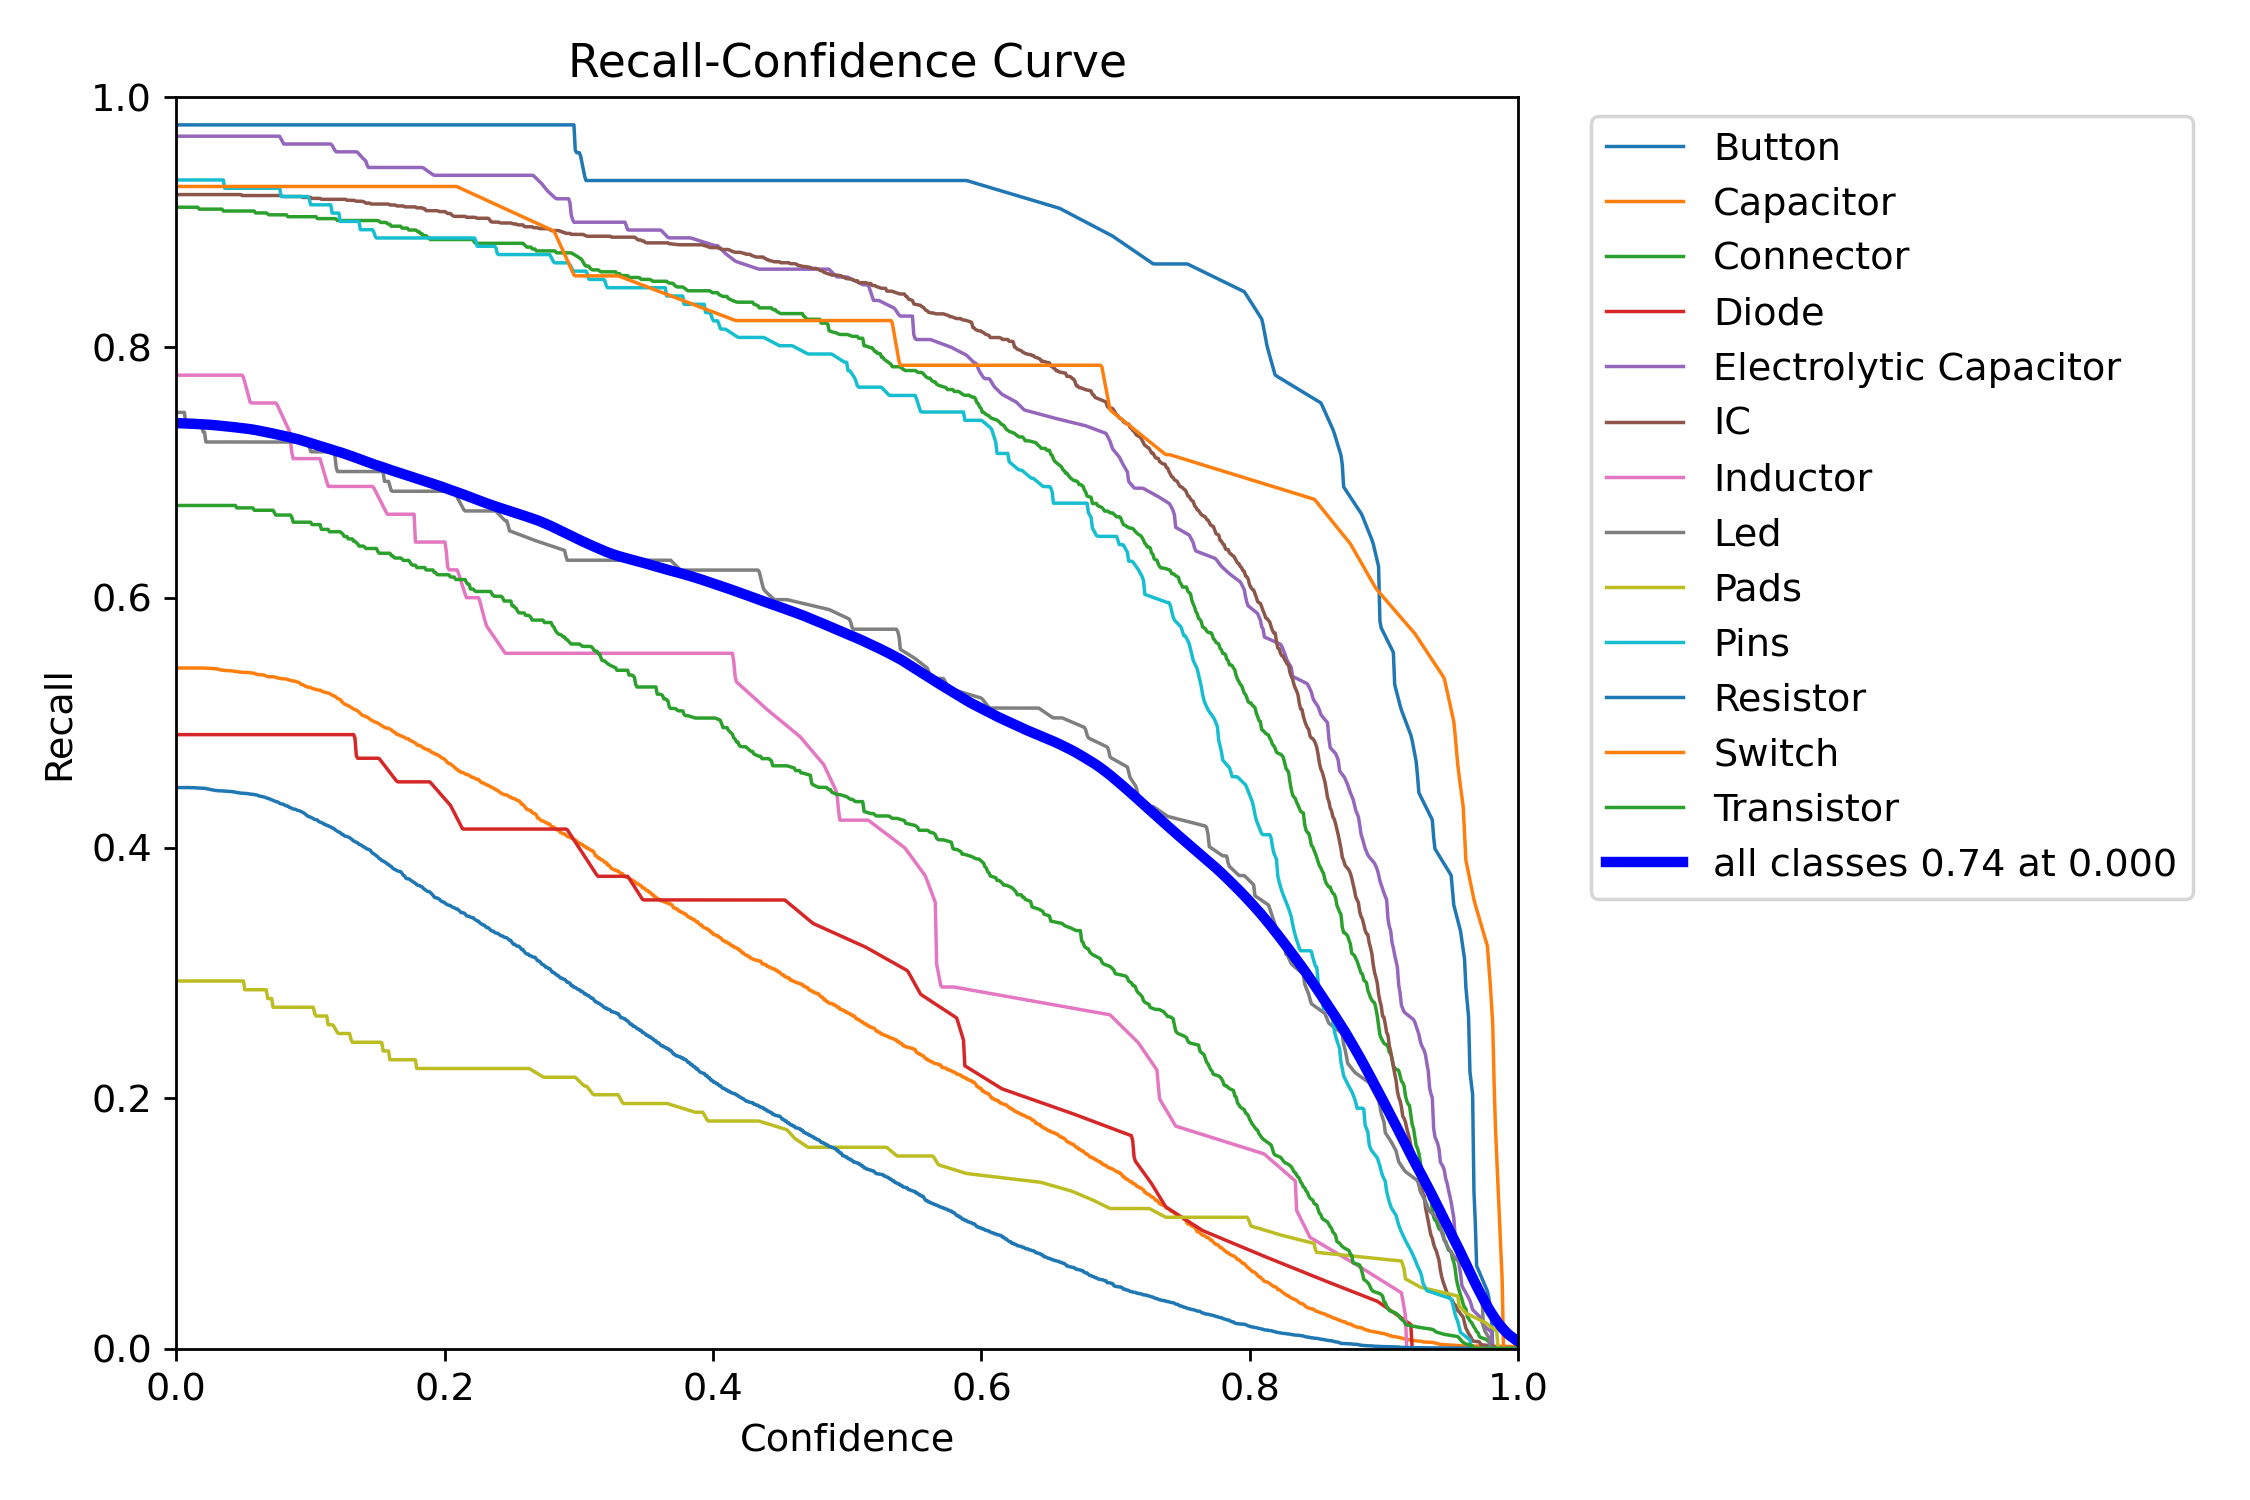 Recall-Confidence Curve
1.0
0.8
0.6
0.4
0.2
0.0
Recall
0.0 0.2 0.4 0.6 0.8 1.0
Confidence
Button
Capacitor
Connector
Diode
Electrolytic Capacitor
IC
Inductor
Led
Pads
Pins
Resistor
Switch
Transistor
all classes 0.74 at 0.000